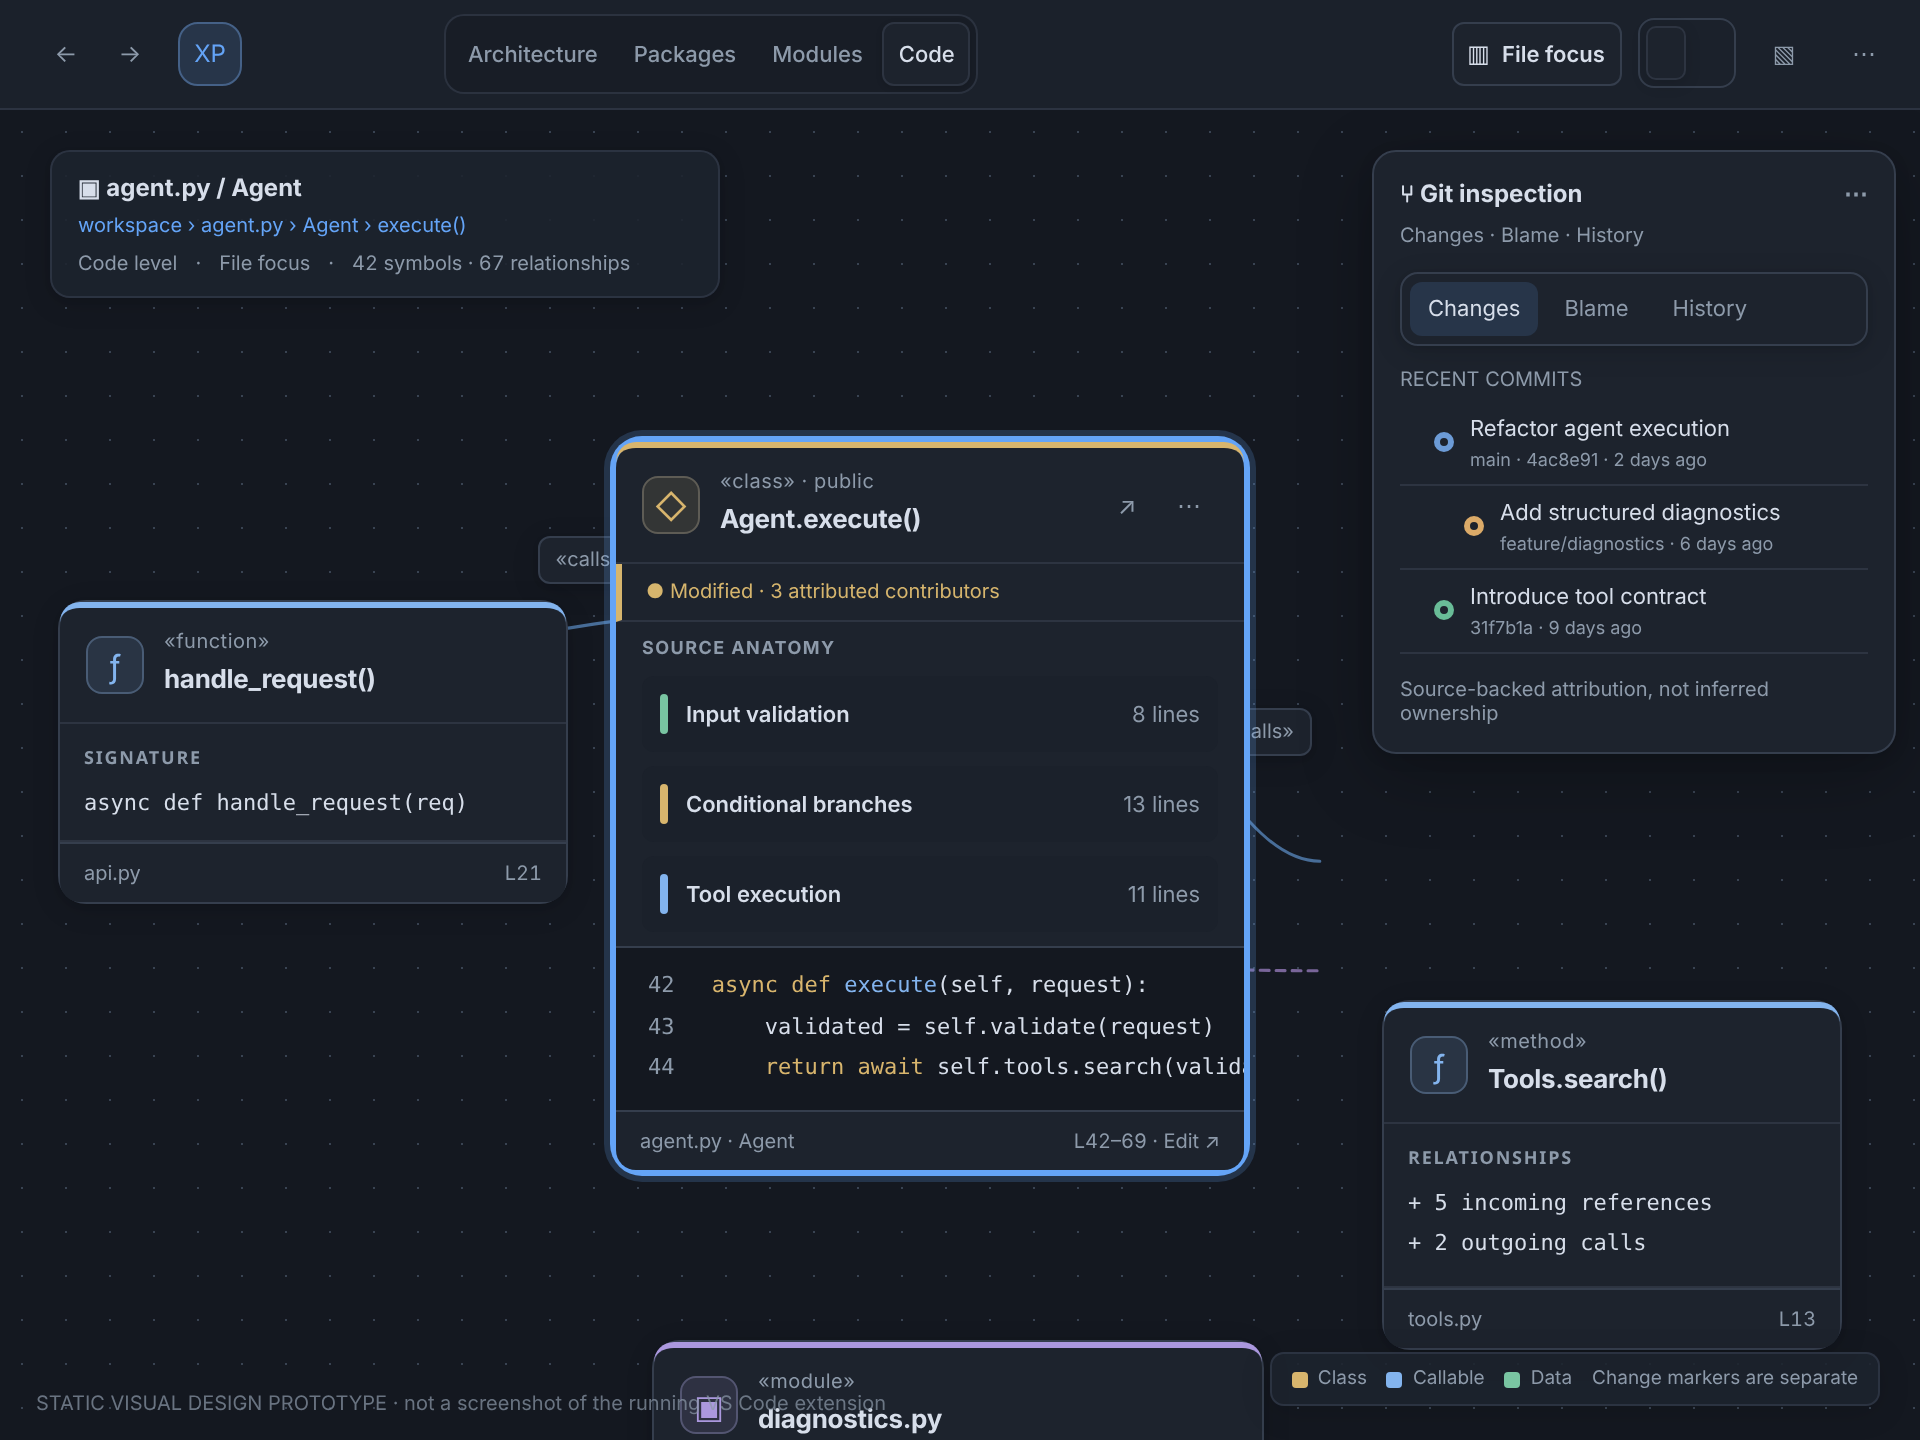 ← → XP Architecture Packages Modules Code File focus ⋯
agent.py / Agent
workspace › agent.py › Agent › execute()
Code level · File focus · 42 symbols · 67 relationships
Git inspection ⋯
Changes · Blame · History
Changes Blame History
RECENT COMMITS
Refactor agent execution
main · 4ac8e91 · 2 days ago
Add structured diagnostics
feature/diagnostics · 6 days ago
Introduce tool contract
31f7b1a · 9 days ago
Source-backed attribution, not inferred
ownership
«calls
«function»
ƒ handle_request()
SIGNATURE
async def handle_request(req)
api.py L21
«class» · public
Agent.execute() ↗ ⋯
Modified · 3 attributed contributors
SOURCE ANATOMY
Input validation 8 lines
Conditional branches 13 lines
Tool execution 11 lines
42 async def execute(self, request):
43 validated = self.validate(request)
44 return await self.tools.search(valida
agent.py · Agent L42–69 · Edit ↗
alls»
«method»
ƒ Tools.search()
RELATIONSHIPS
+ 5 incoming references
+ 2 outgoing calls
tools.py L13
«module»
diagnostics.py
Class Callable Data Change markers are separate
STATIC VISUAL DESIGN PROTOTYPE · not a screenshot of the running VS Code extension